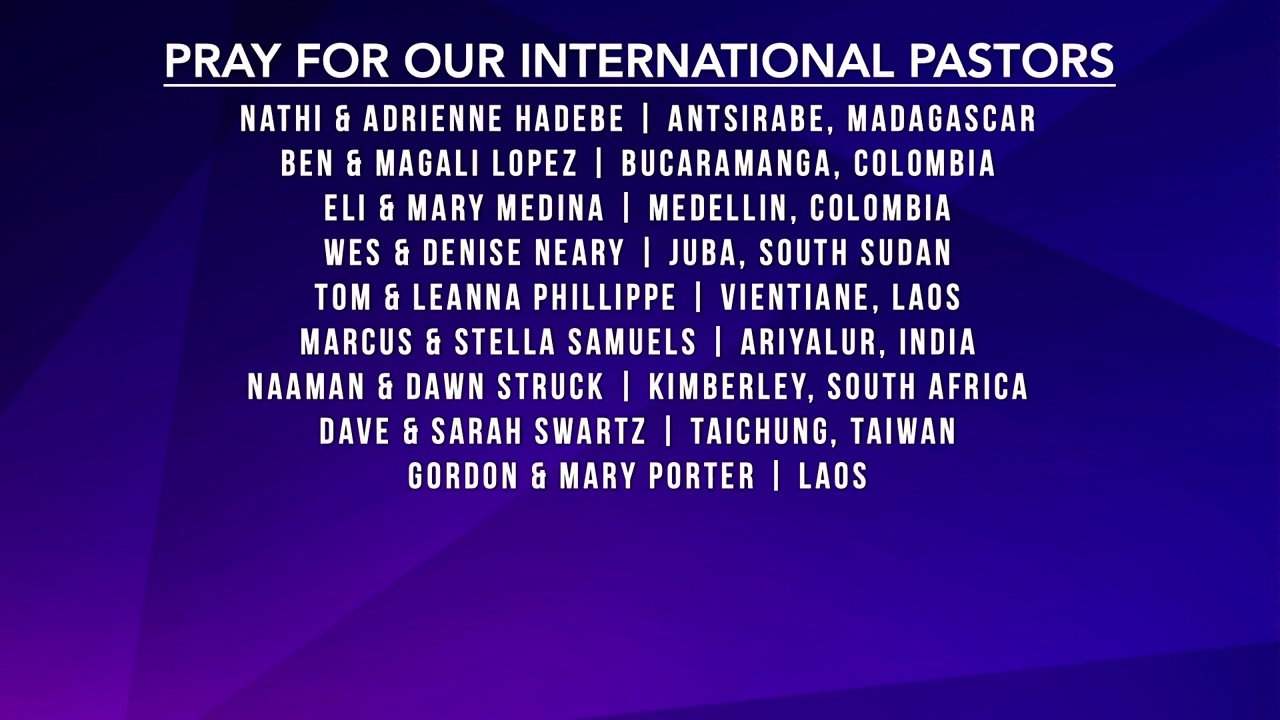 PRAY FOR OUR INTERNATIONAL PASTORS
NATHI & ADRIENNE HADEBE | ANTSIRABE, MADAGASCAR
BEN & MAGALI LOPEZ | BUCARAMANGA, COLOMBIA
ELI & MARY MEDINA | MEDELLIN, COLOMBIA
WES & DENISE NEARY | JUBA, SOUTH SUDAN
TOM & LEANNA PHILLIPPE | VIENTIANE, LAOS
MARCUS & STELLA SAMUELS | ARIYALUR, INDIA
NAAMAN & DAWN STRUCK | KIMBERLEY, SOUTH AFRICA
DAVE & SARAH SWARTZ | TAICHUNG, TAIWAN
GORDON & MARY PORTER | LAOS